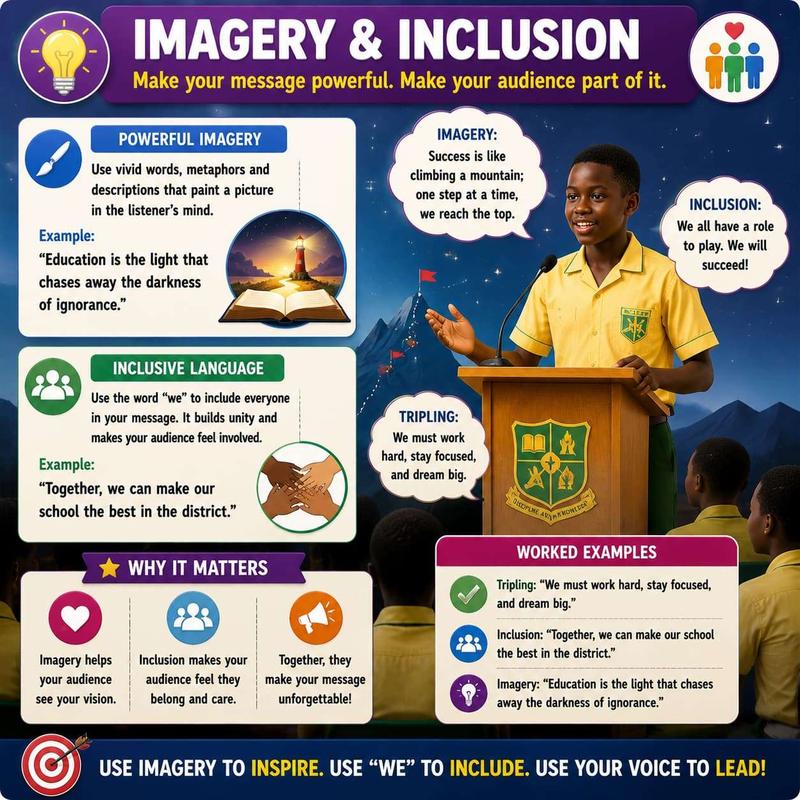 IMAGERY & INCLUSION
Make your message powerful. Make your audience part of it.
POWERFUL IMAGERY
Use vivid words, metaphors and
descriptions that paint a picture
in the listener's mind.
Example:
“Education is the light that
chases away the darkness
of ignorance.”
INCLUSIVE LANGUAGE
Use the word “we” to include everyone
in your message. It builds unity and
makes your audience feel involved.
Example:
“Together, we can make our
school the best in the district.”
IMAGERY:
Success is like
climbing a mountain;
one step at a time,
we reach the top.
INCLUSION:
We all have a role
to play. We will
succeed!
TRIPLING:
We must work
hard, stay focused,
and dream big.
WHY IT MATTERS
Imagery helps
your audience
see your vision.
Inclusion makes your
audience feel they
belong and care.
Together, they
make your message
unforgettable!
WORKED EXAMPLES
Tripling: “We must work hard, stay focused,
and dream big.”
Inclusion: “Together, we can make our school
the best in the district.”
Imagery: “Education is the light that chases
away the darkness of ignorance.”
USE IMAGERY TO INSPIRE. USE “WE” TO INCLUDE. USE YOUR VOICE TO LEAD!